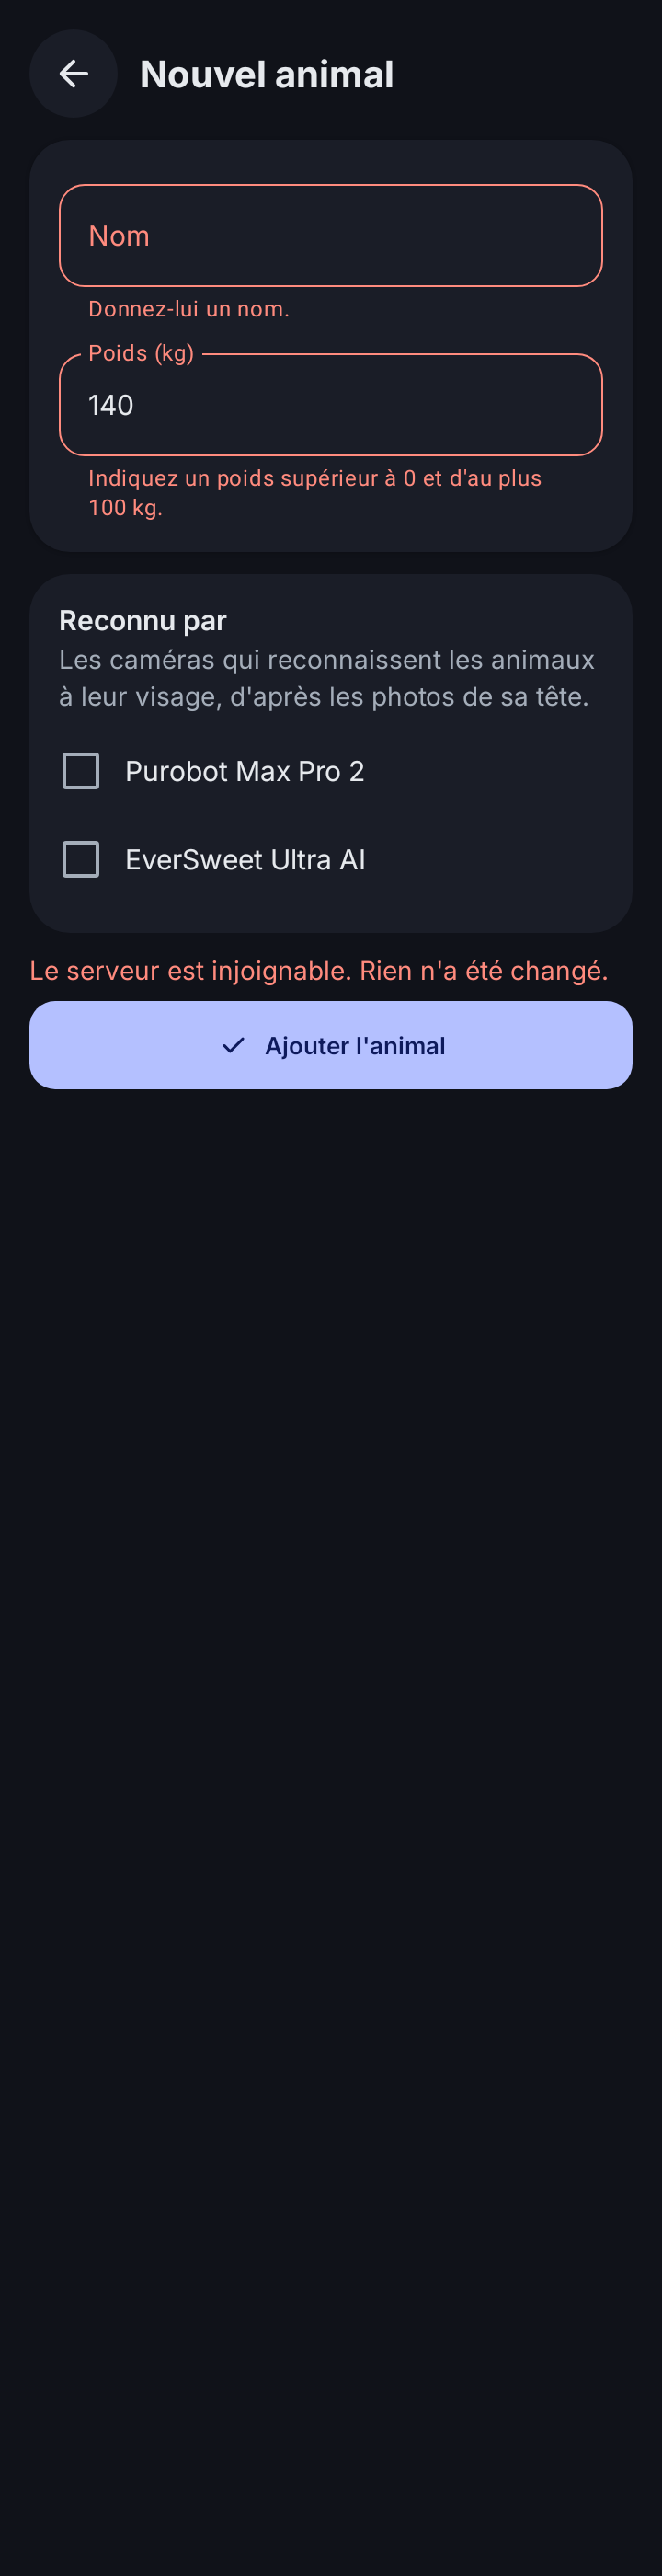 Nouvel animal
Nom
Donnez-lui un nom.
Poids (kg)
140
Indiquez un poids supérieur à 0 et d'au plus
100 kg.
Reconnu par
Les caméras qui reconnaissent les animaux
à leur visage, d'après les photos de sa tête.
Purobot Max Pro 2
EverSweet Ultra AI
Le serveur est injoignable. Rien n'a été changé.
Ajouter l'animal